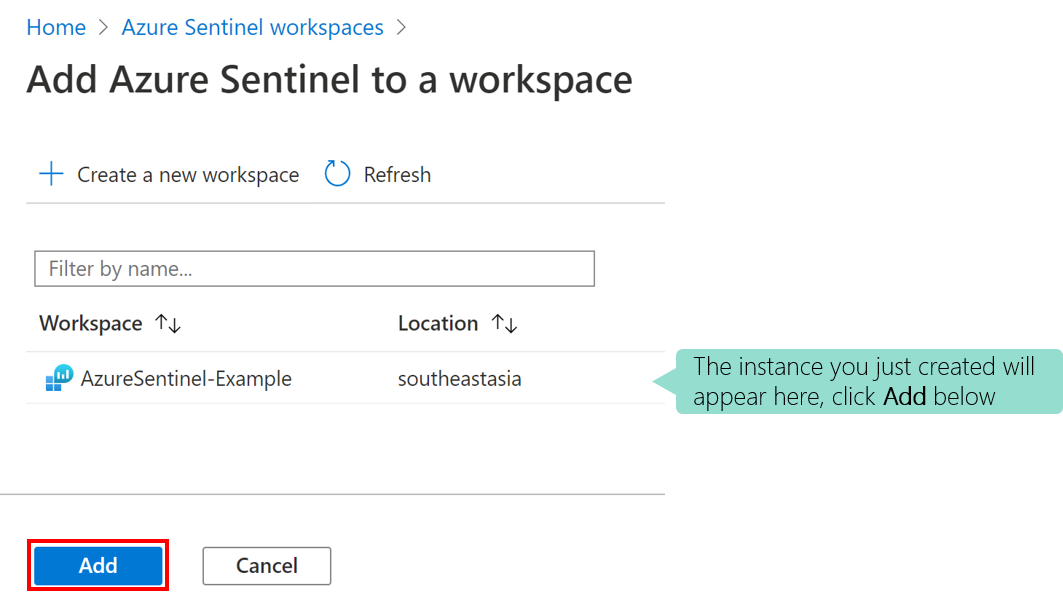 Home > Azure Sentinel workspaces >
Add Azure Sentinel to a workspace
Create a new workspace Refresh
Filter by name...
Workspace ↑↓ Location ↑↓
AzureSentinel-Example southeastasia
The instance you just created will
appear here, click Add below
Add Cancel